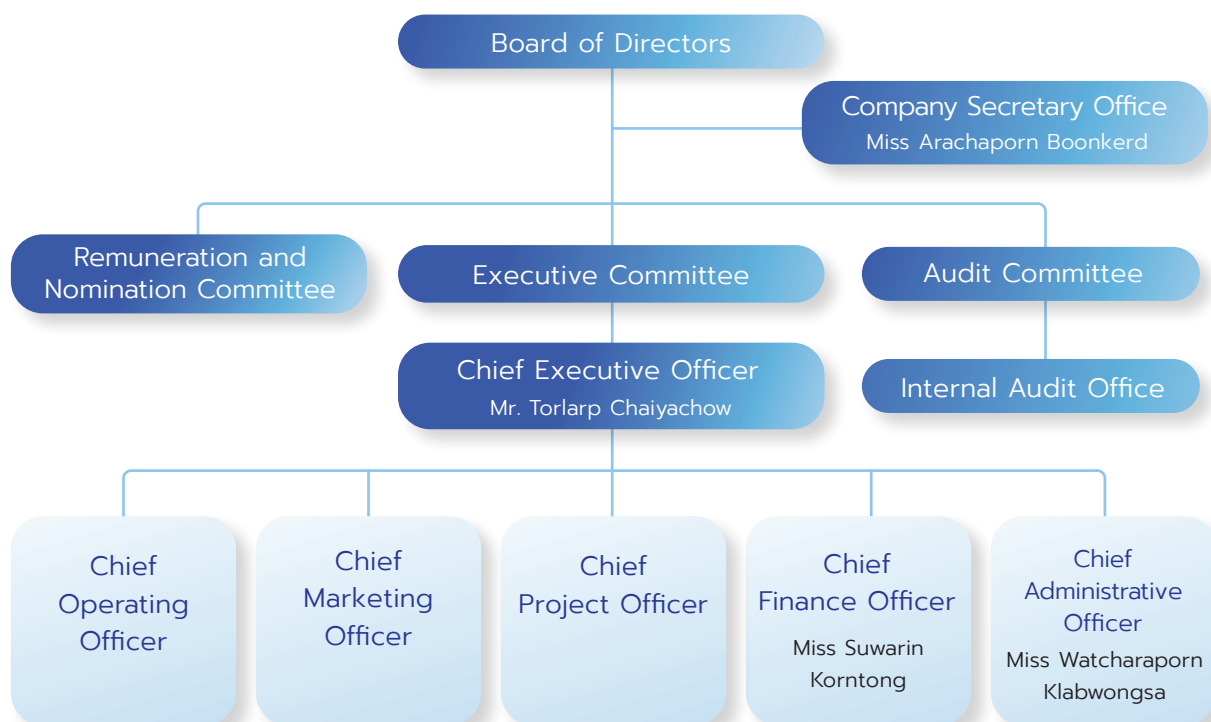 Board of Directors
Company Secretary Office
Miss Arachaporn Boonkerd
Remuneration and
Nomination Committee
Executive Committee
Audit Committee
Chief Executive Officer
Mr. Torlarp Chaiyachow
Internal Audit Office
Chief
Operating
Officer
Chief
Marketing
Officer
Chief
Project Officer
Chief
Finance Officer
Miss Suwarin
Korntong
Chief
Administrative
Officer
Miss Watcharaporn
Klabwongsa